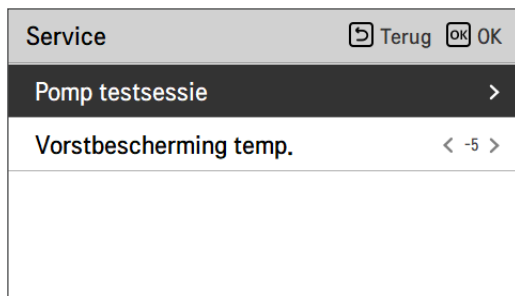 Service Terug OK OK
Pomp testsessie >
Vorstbescherming temp. < -5 >